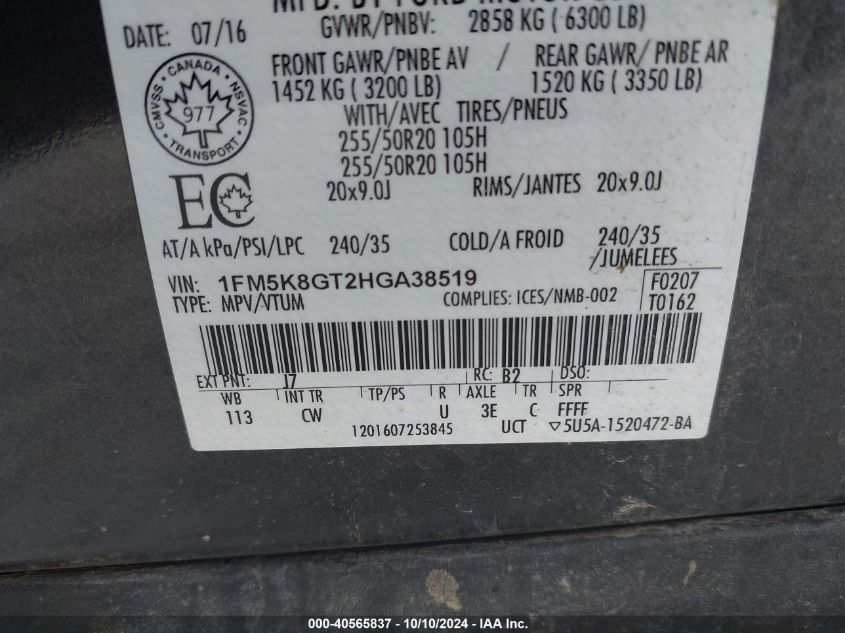 MFD. BY FORD MOTOR
DATE: 07/16 GVWR/PNBV: 2858 KG ( 6300 LB)
FRONT GAWR/PNBE AV / REAR GAWR/ PNBE AR
1452 KG ( 3200 LB) 1520 KG ( 3350 LB)
CANADA
CMVSS NSVAC
977
TRANSPORT
WITH/AVEC TIRES/PNEUS
255/50R20 105H
255/50R20 105H
EC
20x9.0J RIMS/JANTES 20x9.0J
AT/A kPa/PSI/LPC 240/35 COLD/A FROID 240/35
/JUMELEES
VIN: 1FM5K8GT2HGA38519 F0207
TYPE: MPV/VTUM COMPLIES: ICES/NMB-002 T0162
EXT PNT: J7 RC: B2 DSO:
WB INT TR TP/PS R AXLE TR SPR
113 CW U 3E C FFFF
1201607253845 UCT ▽5U5A-1520472-BA
000-40565837 - 10/10/2024 - IAA Inc.